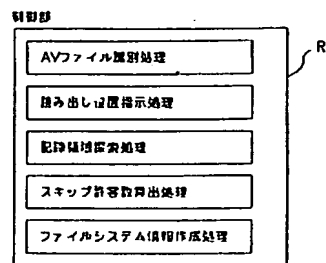 制御部
AVファイル識別処理
R
読み出し位置指示処理
記録領域探索処理
スキップ許容数算出処理
ファイルシステム情報作成処理